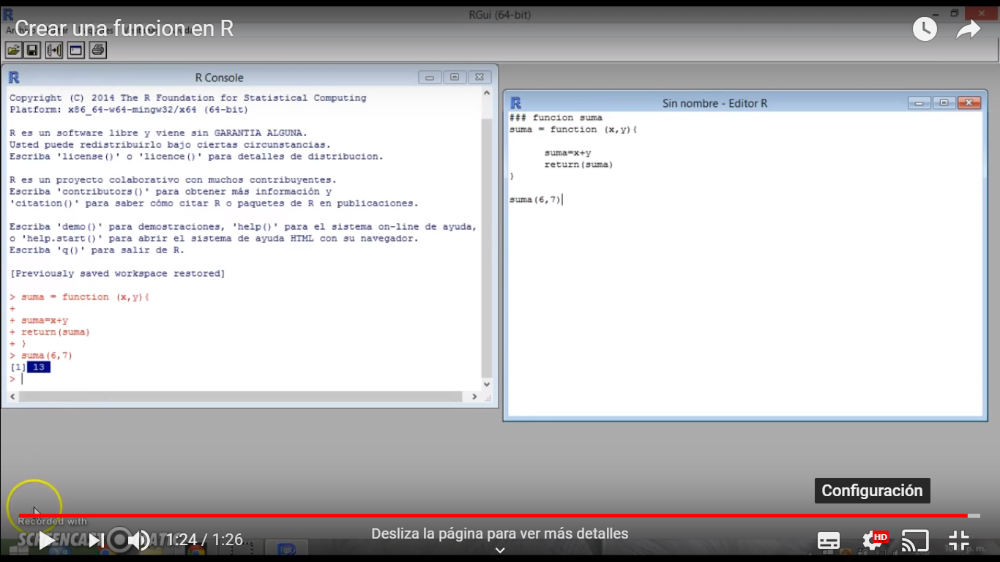 RGui (64-bit)
Crear una funcion en R
R Console
Copyright (C) 2014 The R Foundation for Statistical Computing
Platform: x86_64-w64-mingw32/x64 (64-bit)
R es un software libre y viene sin GARANTIA ALGUNA.
Usted puede redistribuirlo bajo ciertas circunstancias.
Escriba 'license()' o 'licence()' para detalles de distribucion.
R es un proyecto colaborativo con muchos contribuyentes.
Escriba 'contributors()' para obtener más información y
'citation()' para saber cómo citar R o paquetes de R en publicaciones.
Escriba 'demo()' para demostraciones, 'help()' para el sistema on-line de ayuda,
o 'help.start()' para abrir el sistema de ayuda HTML con su navegador.
Escriba 'q()' para salir de R.
[Previously saved workspace restored]
> suma = function (x,y){
+
+ suma=x+y
+ return(suma)
+ }
> suma(6,7)
[1] 13
>
Sin nombre - Editor R
### funcion suma
suma = function (x,y){
suma=x+y
return(suma)
}
suma(6,7)
Configuración
Recorded with
1:24 / 1:26
Desliza la página para ver más detalles
HD